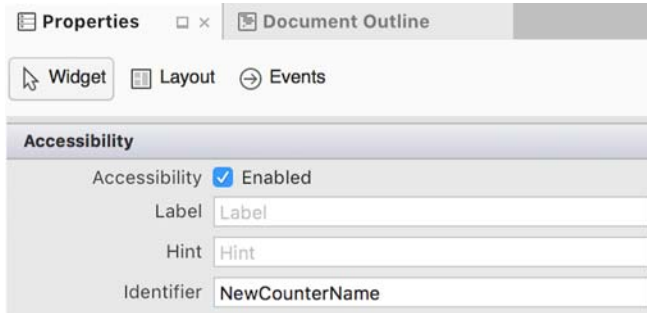 Properties Document Outline
Widget Layout Events
Accessibility
Accessibility Enabled
Label Label
Hint Hint
Identifier NewCounterName